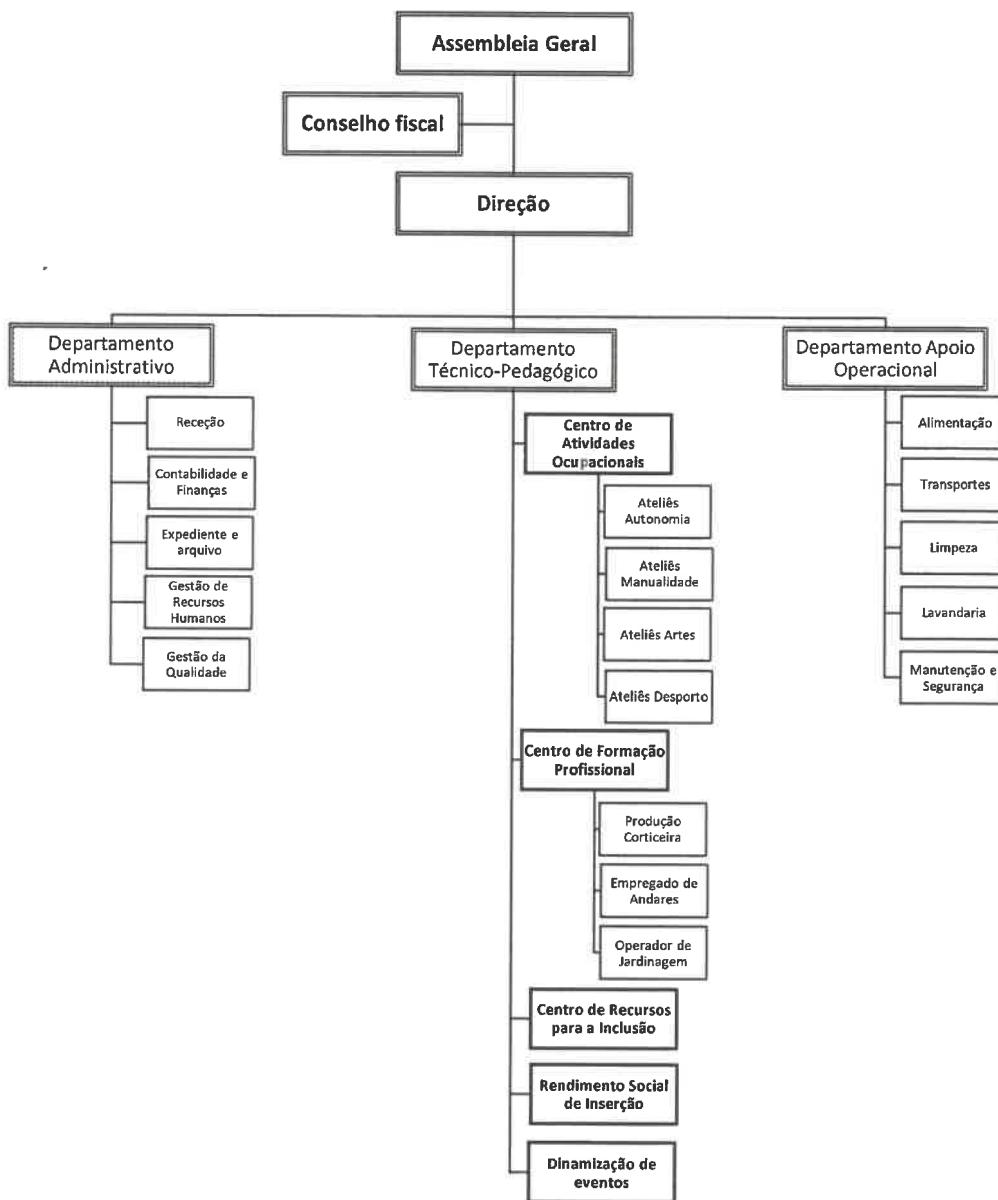 Assembleia Geral
Conselho fiscal
Direção
Departamento
Administrativo
Receção
Contabilidade e
Finanças
Expediente e
arquivo
Gestão de
Recursos
Humanos
Gestão da
Qualidade
Departamento
Técnico-Pedagógico
Centro de
Atividades
Ocupacionais
Ateliês
Autonomia
Ateliês
Manualidade
Ateliês Artes
Ateliês Desporto
Centro de Formação
Profissional
Produção
Corticeira
Empregado de
Andares
Operador de
Jardinagem
Centro de Recursos
para a Inclusão
Rendimento Social
de Inserção
Dinamização de
eventos
Departamento Apoio
Operacional
Alimentação
Transportes
Limpeza
Lavandaria
Manutenção e
Segurança